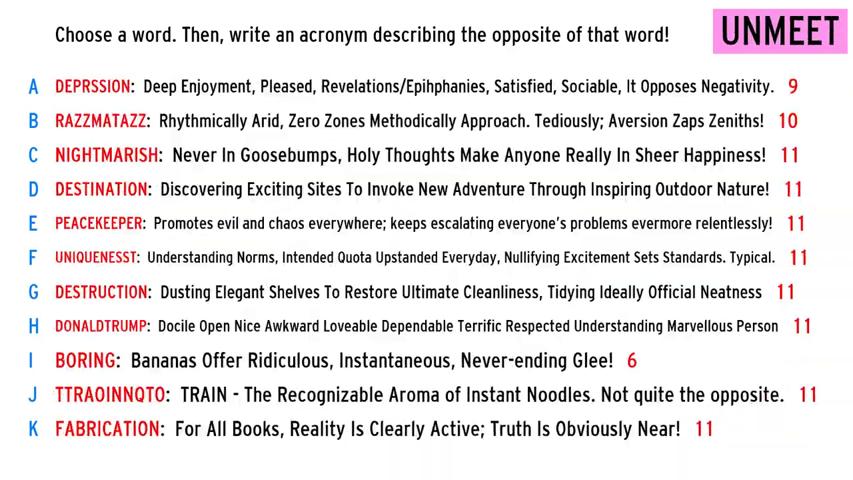 Choose a word. Then, write an acronym describing the opposite of that word!
UNMEET
A DEPRSSION: Deep Enjoyment, Pleased, Revelations/Epihphanies, Satisfied, Sociable, It Opposes Negativity. 9
B RAZZMATAZZ: Rhythmically Arid, Zero Zones Methodically Approach. Tediously; Aversion Zaps Zeniths! 10
C NIGHTMARISH: Never In Goosebumps, Holy Thoughts Make Anyone Really In Sheer Happiness! 11
D DESTINATION: Discovering Exciting Sites To Invoke New Adventure Through Inspiring Outdoor Nature! 11
E PEACEKEEPER: Promotes evil and chaos everywhere; keeps escalating everyone's problems evermore relentlessly! 11
F UNIQUENESST: Understanding Norms, Intended Quota Upstanded Everyday, Nullifying Excitement Sets Standards. Typical. 11
G DESTRUCTION: Dusting Elegant Shelves To Restore Ultimate Cleanliness, Tidying Ideally Official Neatness 11
H DONALDTRUMP: Docile Open Nice Awkward Loveable Dependable Terrific Respected Understanding Marvellous Person 11
I BORING: Bananas Offer Ridiculous, Instantaneous, Never-ending Glee! 6
J TTRAOINNQTO: TRAIN - The Recognizable Aroma of Instant Noodles. Not quite the opposite. 11
K FABRICATION: For All Books, Reality Is Clearly Active; Truth Is Obviously Near! 11